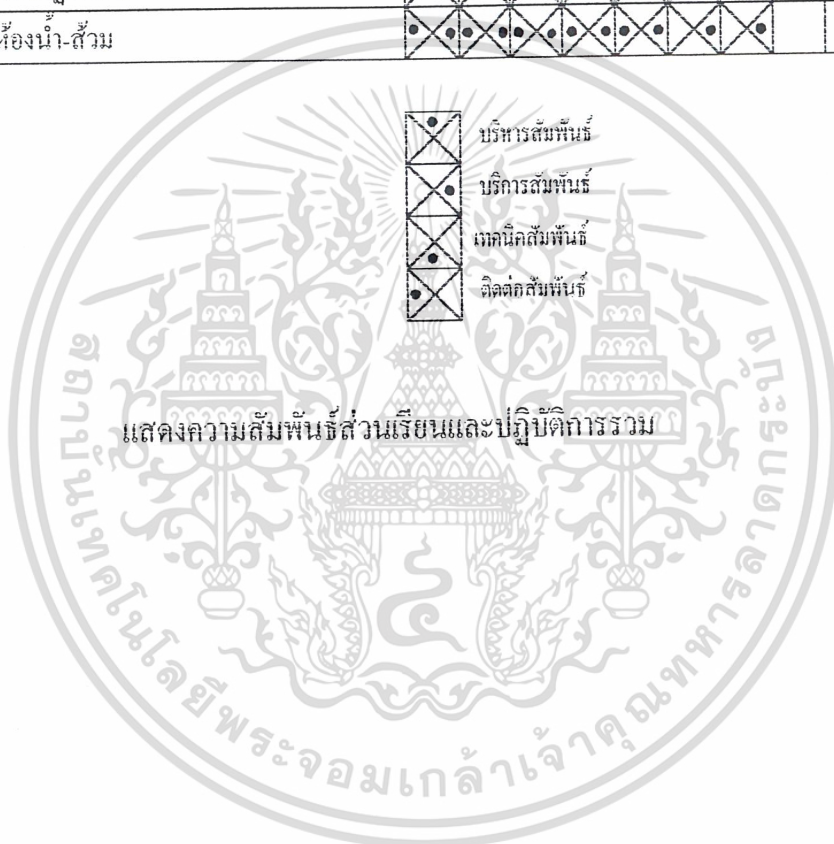 ห้องน้ำ-ส้วม
บริหารสัมพันธ์
บริการสัมพันธ์
เทคนิคสัมพันธ์
ติดต่อสัมพันธ์
แสดงความสัมพันธ์ส่วนเรียนและปฏิบัติการรวม
สถาบันเทคโนโลยีพระจอมเกล้าเจ้าคุณทหารลาดกระบัง